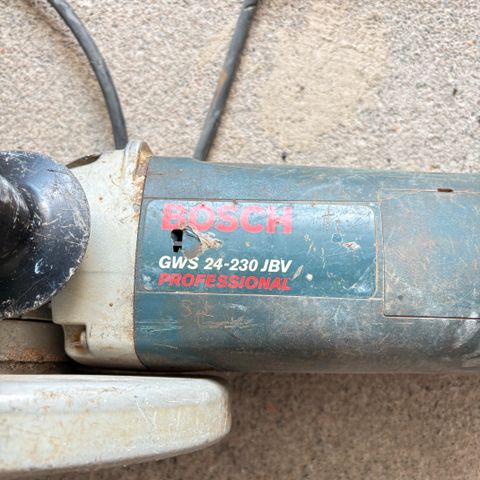 BOSCH
GWS 24-230 JBV
PROFESSIONAL